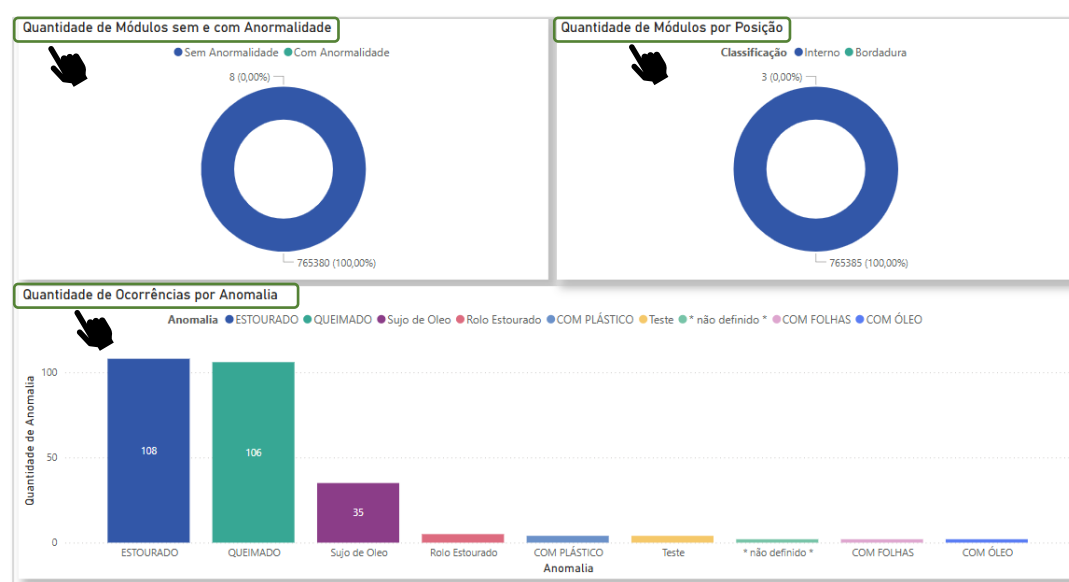 Quantidade de Módulos sem e com Anormalidade
Sem Anormalidade Com Anormalidade
8 (0,00%)
765380 (100,00%)
Quantidade de Módulos por Posição
Classificação Interno Bordadura
3 (0,00%)
765385 (100,00%)
Quantidade de Ocorrências por Anomalia
Anomalia ESTOURADO QUEIMADO Sujo de Oleo Rolo Estourado COM PLÁSTICO Teste * não definido * COM FOLHAS COM ÓLEO
Quantidade de Anomalia
100
50
0
108
106
35
ESTOURADO QUEIMADO Sujo de Oleo Rolo Estourado COM PLÁSTICO Teste * não definido * COM FOLHAS COM ÓLEO
Anomalia